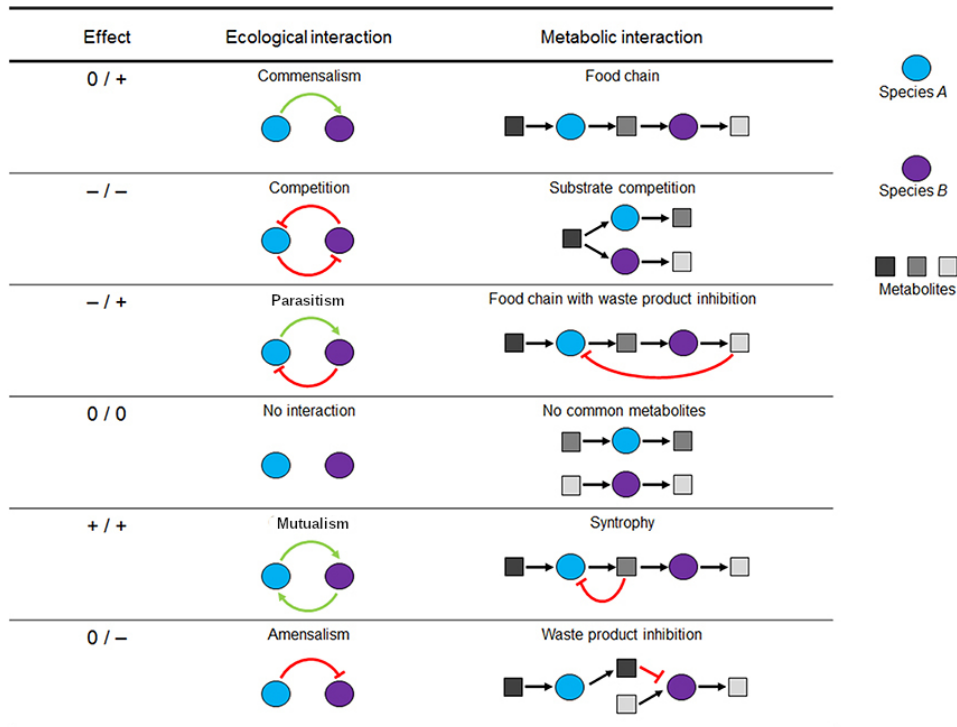 Effect Ecological interaction Metabolic interaction
0 / + Commensalism Food chain
Species A
– / – Competition Substrate competition
Species B
– / + Parasitism Food chain with waste product inhibition
Metabolites
0 / 0 No interaction No common metabolites
+ / + Mutualism Syntrophy
0 / – Amensalism Waste product inhibition